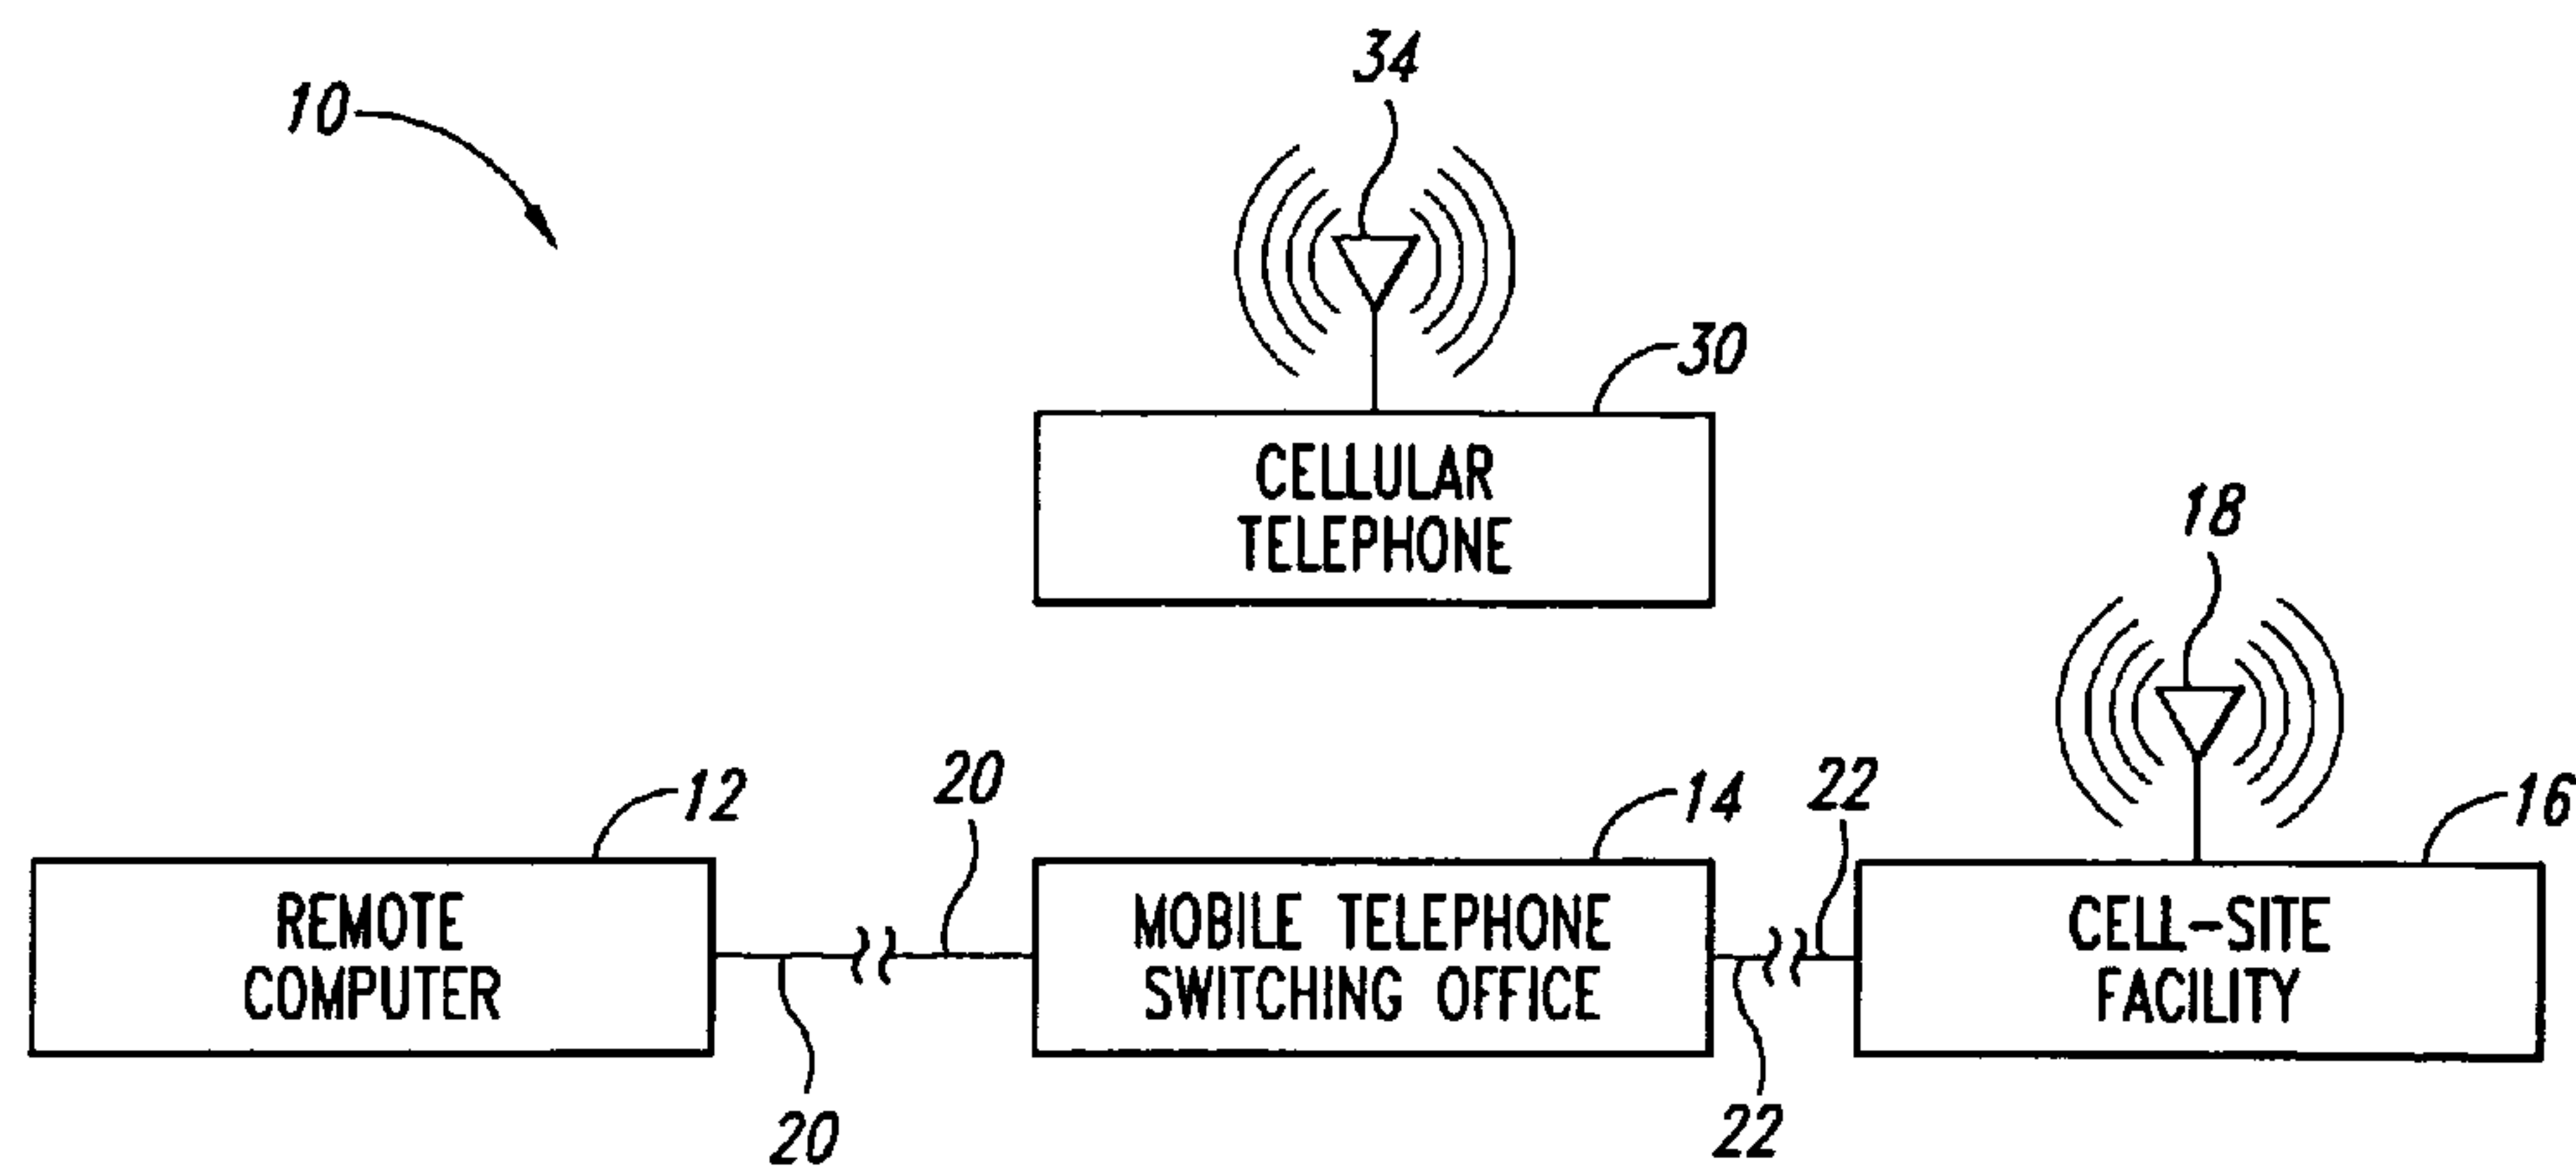 34
10
30
CELLULAR
TELEPHONE
18
12
20
14
22
16
REMOTE
COMPUTER
MOBILE TELEPHONE
SWITCHING OFFICE
CELL-SITE
FACILITY
20
22